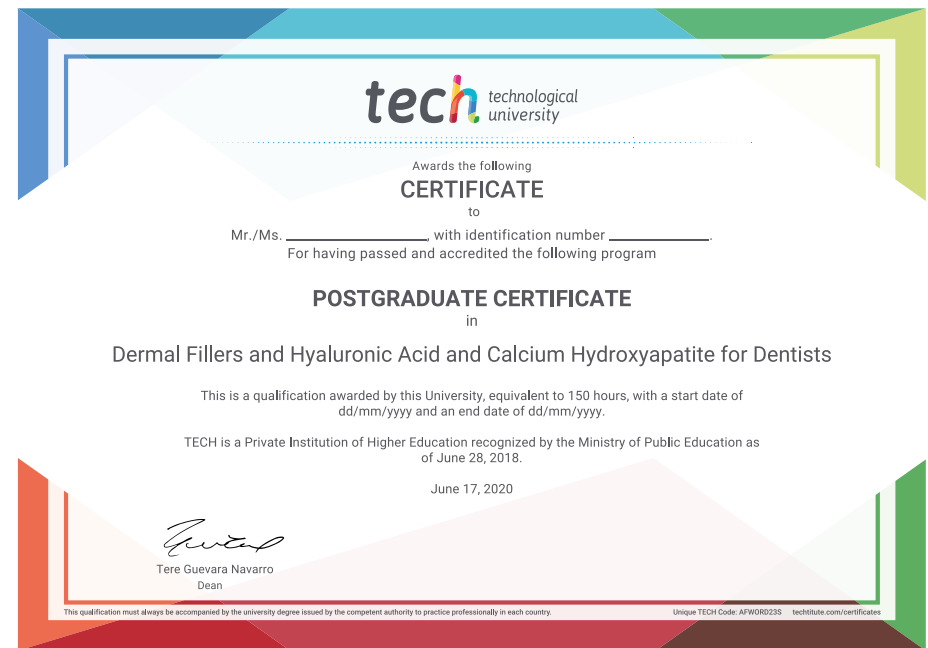 tech technological
university
Awards the following
CERTIFICATE
to
Mr./Ms. ____________________, with identification number ______________.
For having passed and accredited the following program
POSTGRADUATE CERTIFICATE
in
Dermal Fillers and Hyaluronic Acid and Calcium Hydroxyapatite for Dentists
This is a qualification awarded by this University, equivalent to 150 hours, with a start date of
dd/mm/yyyy and an end date of dd/mm/yyyy.
TECH is a Private Institution of Higher Education recognized by the Ministry of Public Education as
of June 28, 2018.
June 17, 2020
Tere Guevara Navarro
Dean
This qualification must always be accompanied by the university degree issued by the competent authority to practice professionally in each country. Unique TECH Code: AFWORD23S techtitute.com/certificates